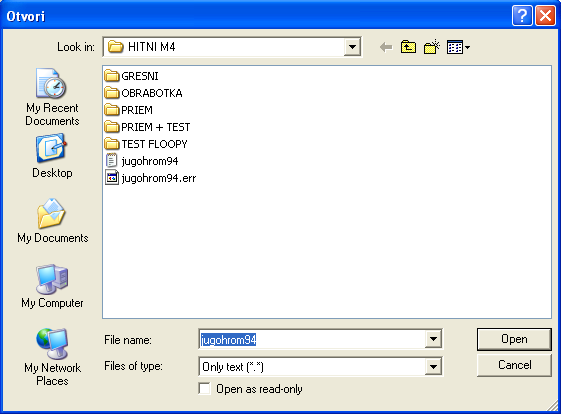 Otvori
Look in: HITNI M4
My Recent
Documents
Desktop
My Documents
My Computer
My Network
Places
GRESNI
OBRABOTKA
PRIEM
PRIEM + TEST
TEST FLOOPY
jugohrom94
jugohrom94.err
File name: jugohrom94 Open
Files of type: Only text (*.*) Cancel
Open as read-only